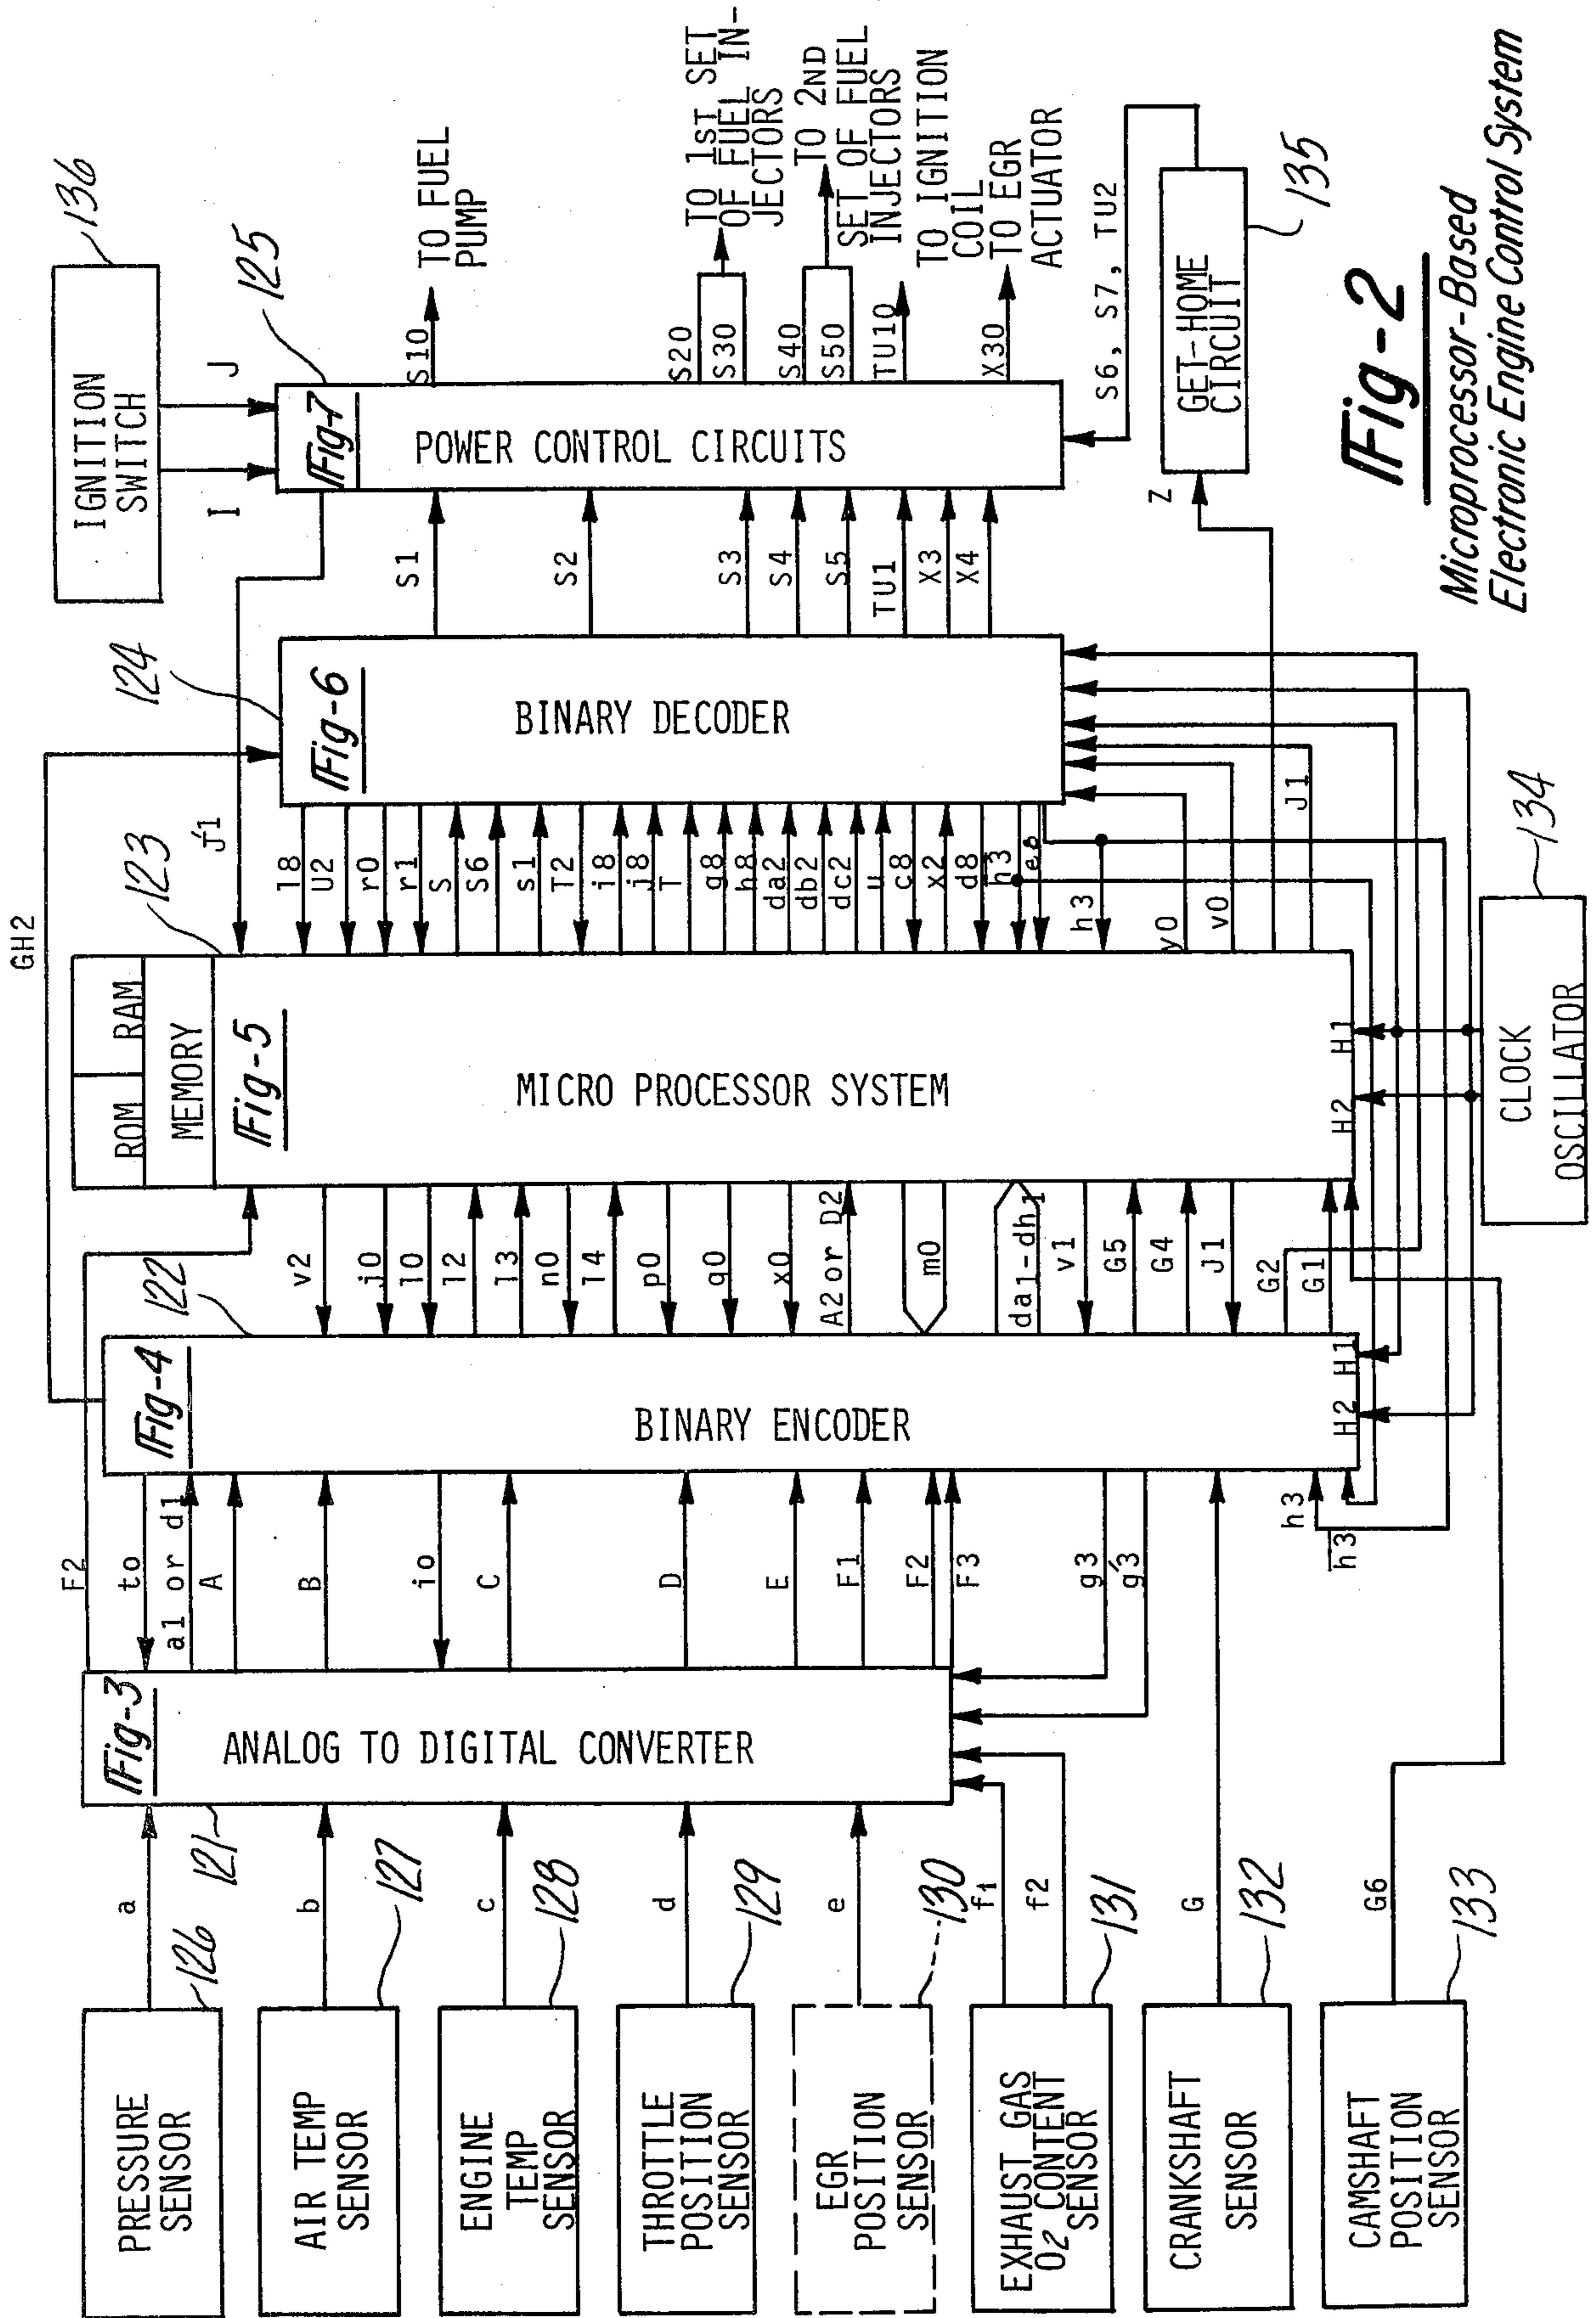 PRESSURE
SENSOR
126
a
AIR TEMP
SENSOR
127
b
ENGINE
TEMP
SENSOR
128
c
THROTTLE
POSITION
SENSOR
129
d
EGR
POSITION
SENSOR
130
e
EXHAUST GAS
O2 CONTENT
SENSOR
131
f1
f2
CRANKSHAFT
SENSOR
132
G
CAMSHAFT
POSITION
SENSOR
133
G6
Fig-3
ANALOG TO DIGITAL CONVERTER
121
F2
to
a1 or d1
A
B
io
C
D
E
F1
F2
F3
g3
g'3
h3
h3
Fig-4
BINARY ENCODER
122
H2
H1
GH2
v2
j0
l0
l2
l3
n0
l4
p0
q0
x0
A2 or D2
m0
da1-dh1
v1
G5
G4
J1
G2
G1
ROM
RAM
MEMORY
Fig-5
MICRO PROCESSOR SYSTEM
123
H2
H1
J'1
l8
U2
r0
r1
S
S6
s1
T2
i8
j8
T
g8
h8
da2
db2
dc2
u
c8
x2
d8
h3
e8
h3
y0
v0
J1
CLOCK
OSCILLATOR
134
Fig-6
BINARY DECODER
124
S1
S2
S3
S4
S5
TU1
X3
X4
IGNITION
SWITCH
136
I
J
Fig-7
POWER CONTROL CIRCUITS
125
S10
TO FUEL
PUMP
S20
S30
TO 1ST SET
OF FUEL IN-
JECTORS
S40
S50
TO 2ND
SET OF FUEL
INJECTORS
TU10
TO IGNITION
COIL
X30
TO EGR
ACTUATOR
S6, S7, TU2
Z
GET-HOME
CIRCUIT
135
Fig-2
Microprocessor-Based
Electronic Engine Control System